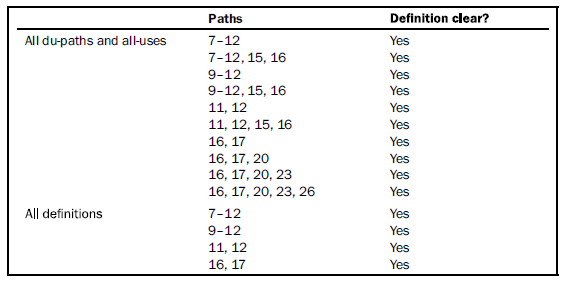 Paths Definition clear?
All du-paths and all-uses 7–12 Yes
7–12, 15, 16 Yes
9–12 Yes
9–12, 15, 16 Yes
11, 12 Yes
11, 12, 15, 16 Yes
16, 17 Yes
16, 17, 20 Yes
16, 17, 20, 23 Yes
16, 17, 20, 23, 26 Yes
All definitions 7–12 Yes
9–12 Yes
11, 12 Yes
16, 17 Yes